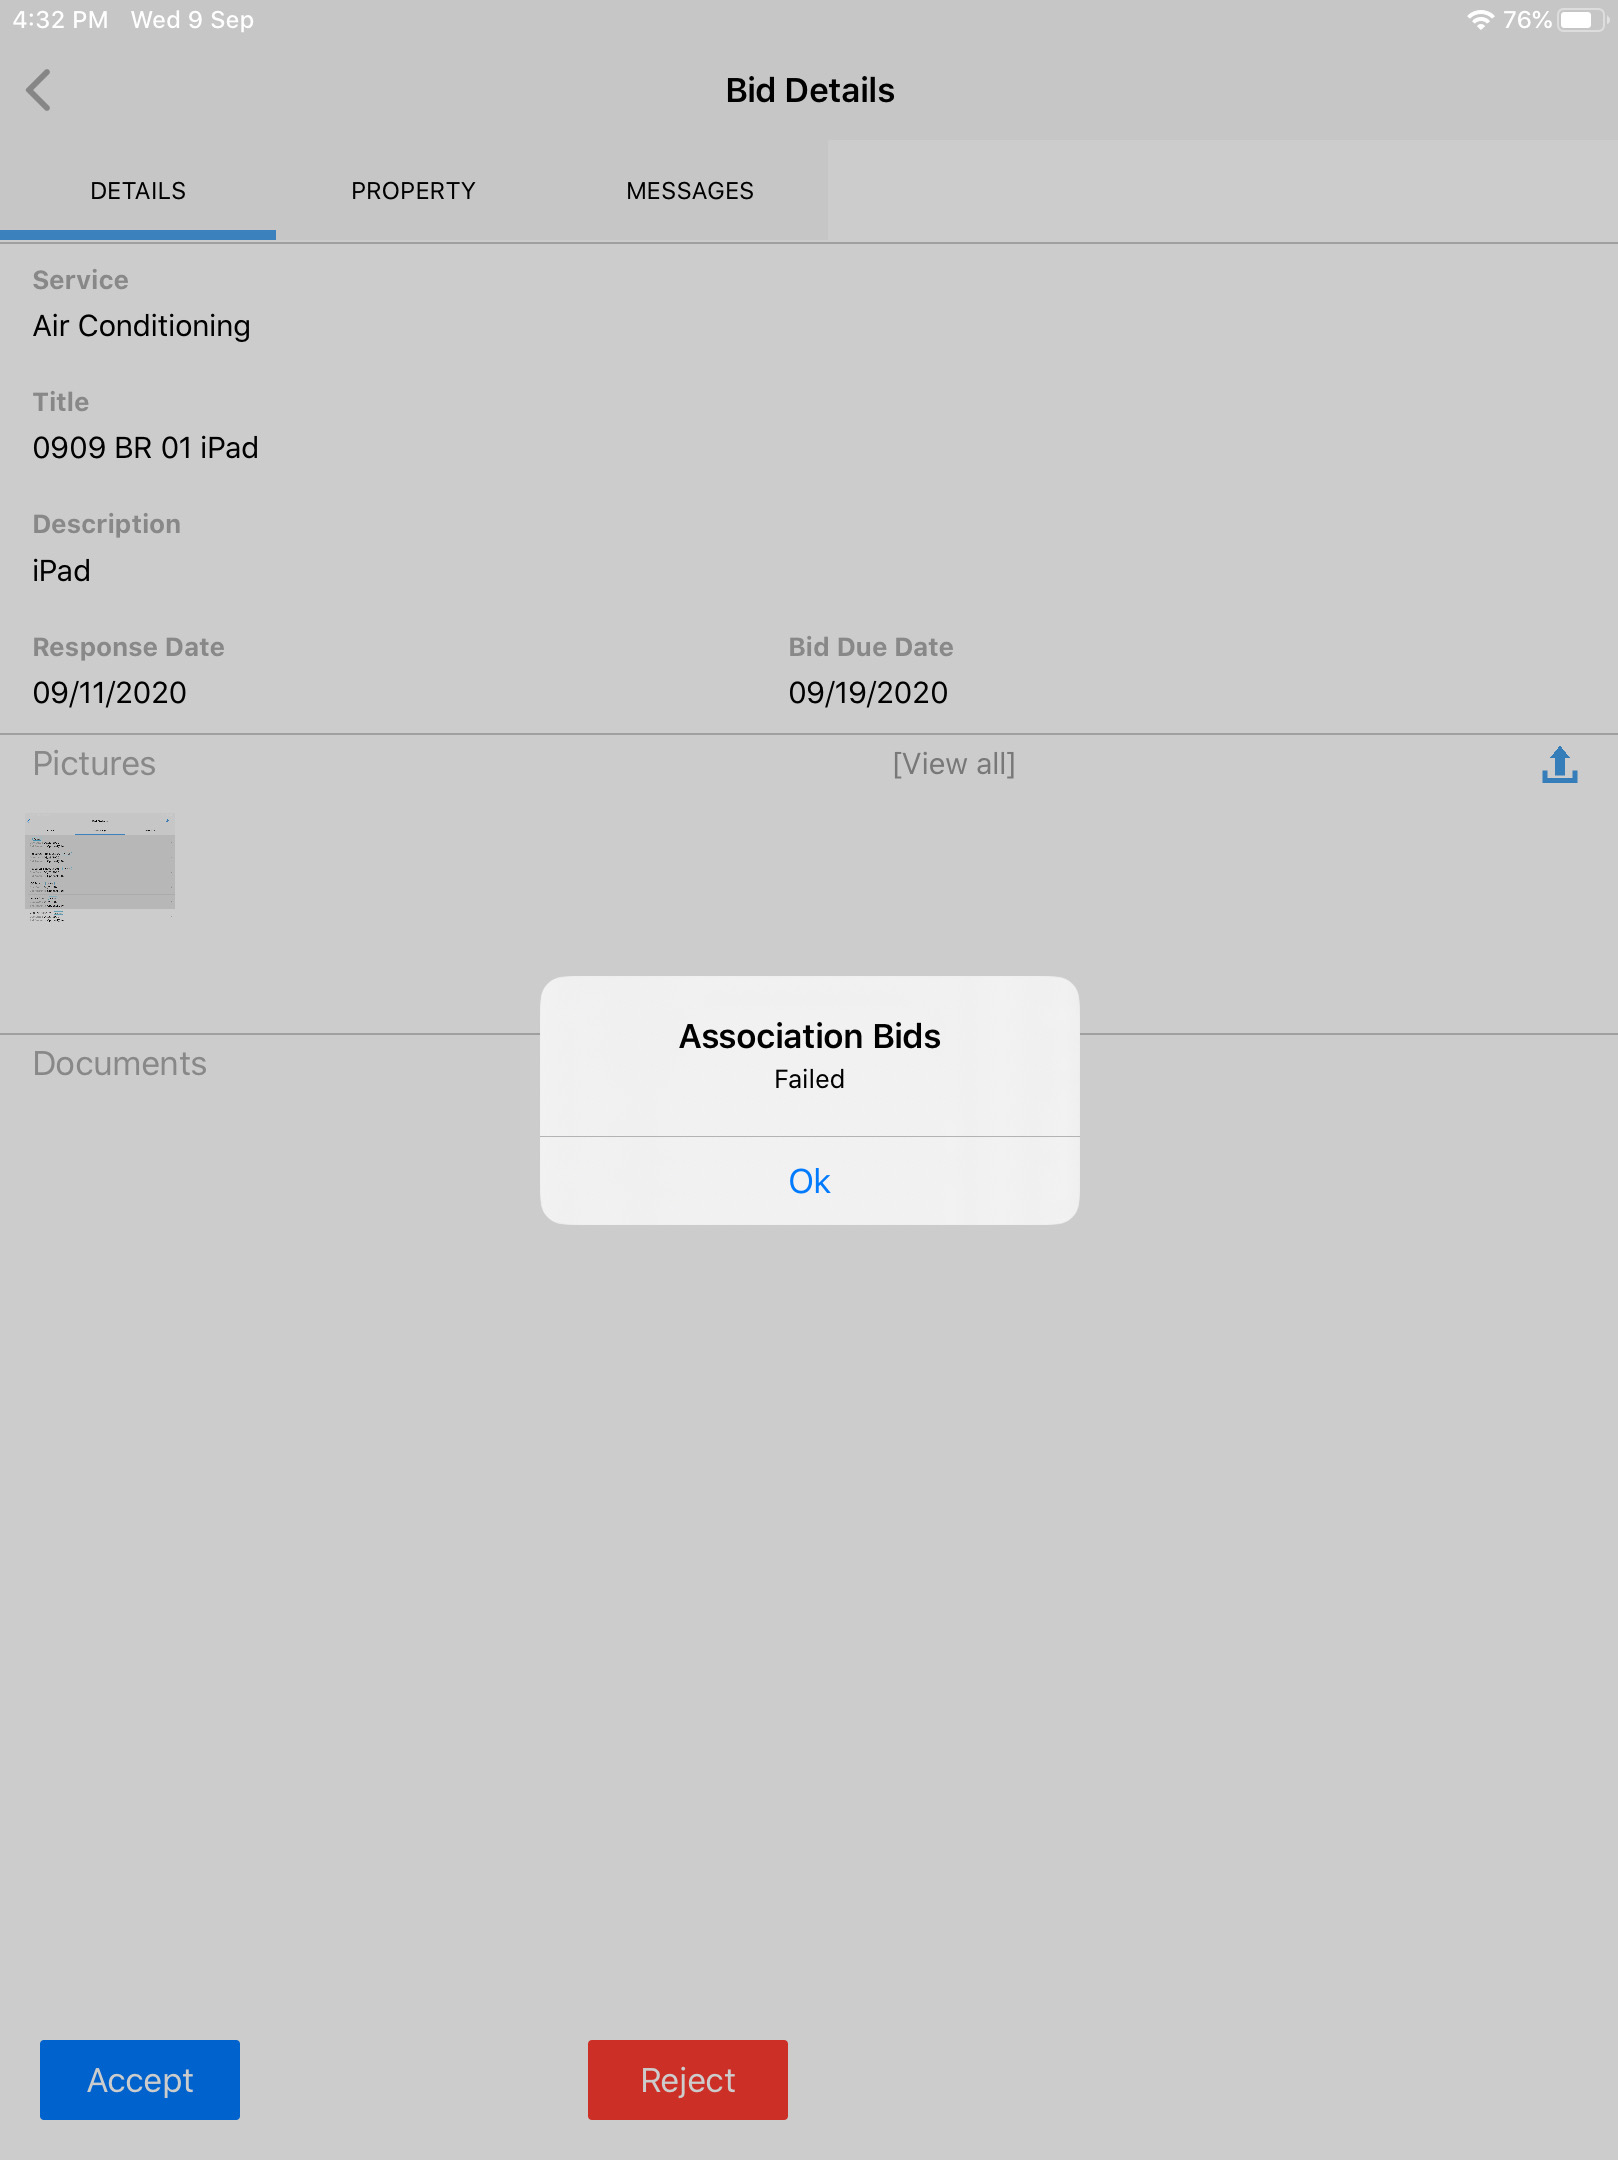 4:32 PM Wed 9 Sep 76%
Bid Details
DETAILS PROPERTY MESSAGES
Service
Air Conditioning
Title
0909 BR 01 iPad
Description
iPad
Response Date Bid Due Date
09/11/2020 09/19/2020
Pictures [View all]
Documents
Association Bids
Failed
Ok
Accept Reject